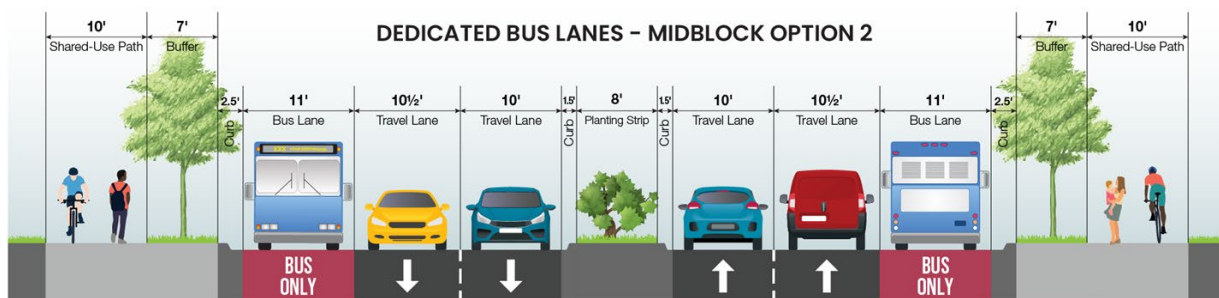 DEDICATED BUS LANES - MIDBLOCK OPTION 2
10'
Shared-Use Path
7'
Buffer
2.5'
Curb
11'
Bus Lane
10½'
Travel Lane
10'
Travel Lane
1.5'
Curb
8'
Planting Strip
1.5'
Curb
10'
Travel Lane
10½'
Travel Lane
11'
Bus Lane
2.5'
Curb
7'
Buffer
10'
Shared-Use Path
BUS
ONLY
BUS
ONLY